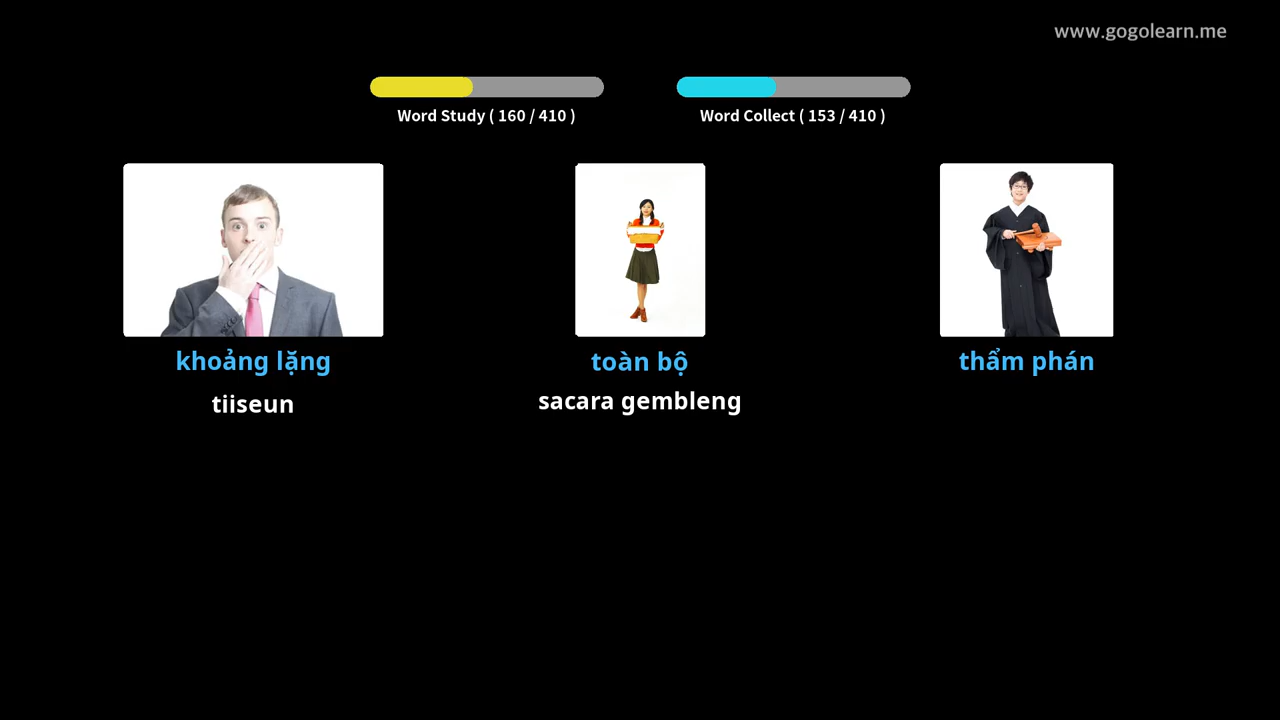 www.gogolearn.me
Word Study ( 160 / 410 )
Word Collect ( 153 / 410 )
khoảng lặng
toàn bộ
thẩm phán
tiiseun
sacara gembleng